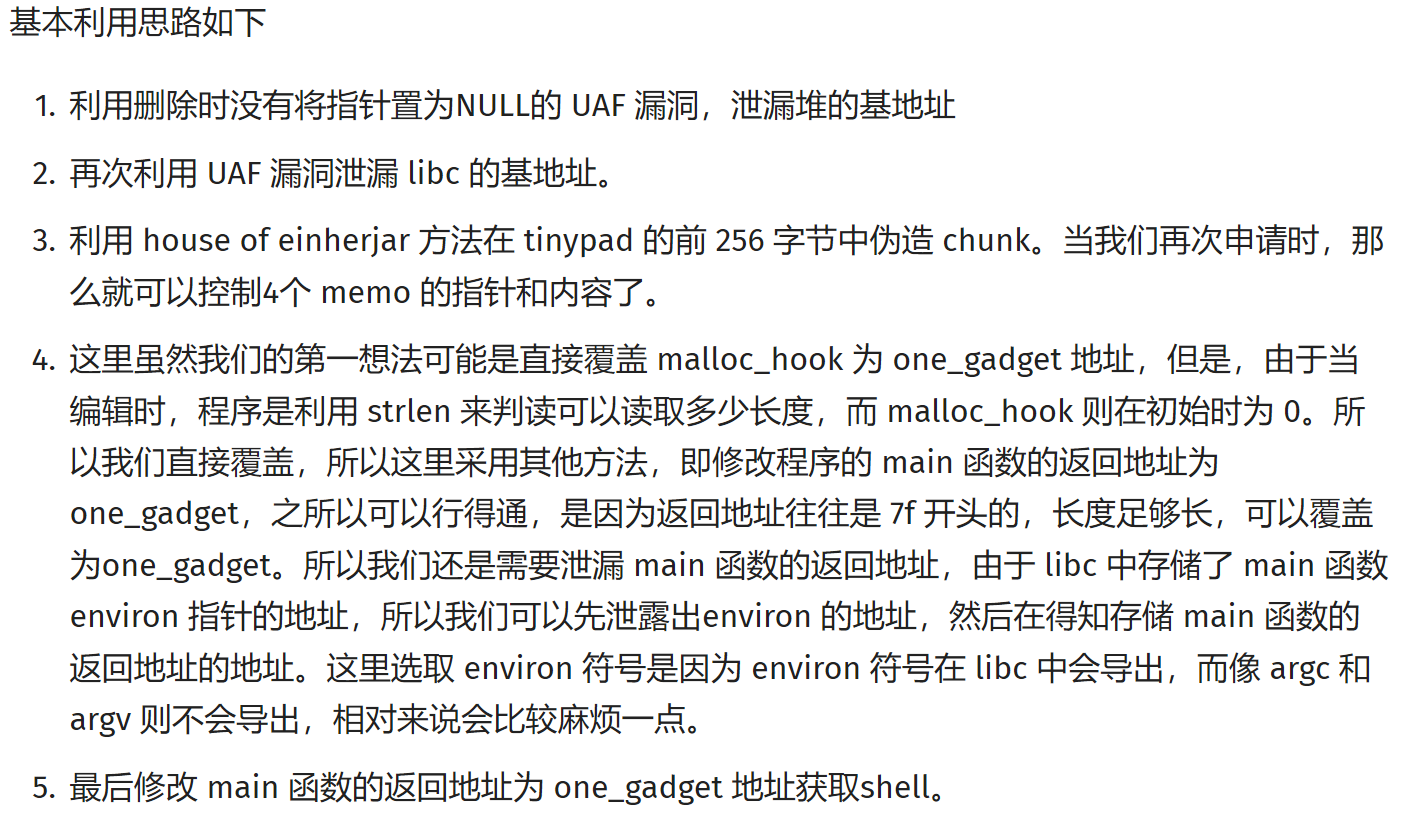 基本利用思路如下
1. 利用删除时没有将指针置为NULL的 UAF 漏洞，泄漏堆的基地址
2. 再次利用 UAF 漏洞泄漏 libc 的基地址。
3. 利用 house of einherjar 方法在 tinypad 的前 256 字节中伪造 chunk。当我们再次申请时，那
么就可以控制4个 memo 的指针和内容了。
4. 这里虽然我们的第一想法可能是直接覆盖 malloc_hook 为 one_gadget 地址，但是，由于当
编辑时，程序是利用 strlen 来判读可以读取多少长度，而 malloc_hook 则在初始时为 0。所
以我们直接覆盖，所以这里采用其他方法，即修改程序的 main 函数的返回地址为
one_gadget，之所以可以行得通，是因为返回地址往往是 7f 开头的，长度足够长，可以覆盖
为one_gadget。所以我们还是需要泄漏 main 函数的返回地址，由于 libc 中存储了 main 函数
environ 指针的地址，所以我们可以先泄露出environ 的地址，然后在得知存储 main 函数的
返回地址的地址。这里选取 environ 符号是因为 environ 符号在 libc 中会导出，而像 argc 和
argv 则不会导出，相对来说会比较麻烦一点。
5. 最后修改 main 函数的返回地址为 one_gadget 地址获取shell。